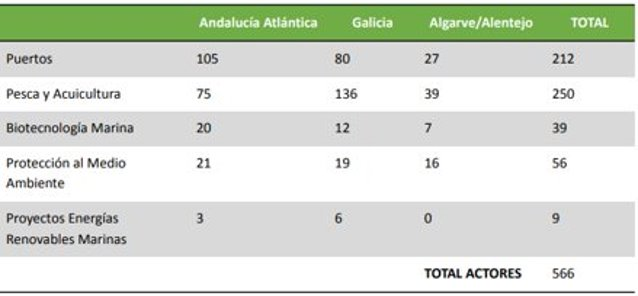 Andalucía Atlántica Galicia Algarve/Alentejo TOTAL
Puertos 105 80 27 212
Pesca y Acuicultura 75 136 39 250
Biotecnología Marina 20 12 7 39
Protección al Medio 21 19 16 56
Ambiente
Proyectos Energías 3 6 0 9
Renovables Marinas
TOTAL ACTORES 566